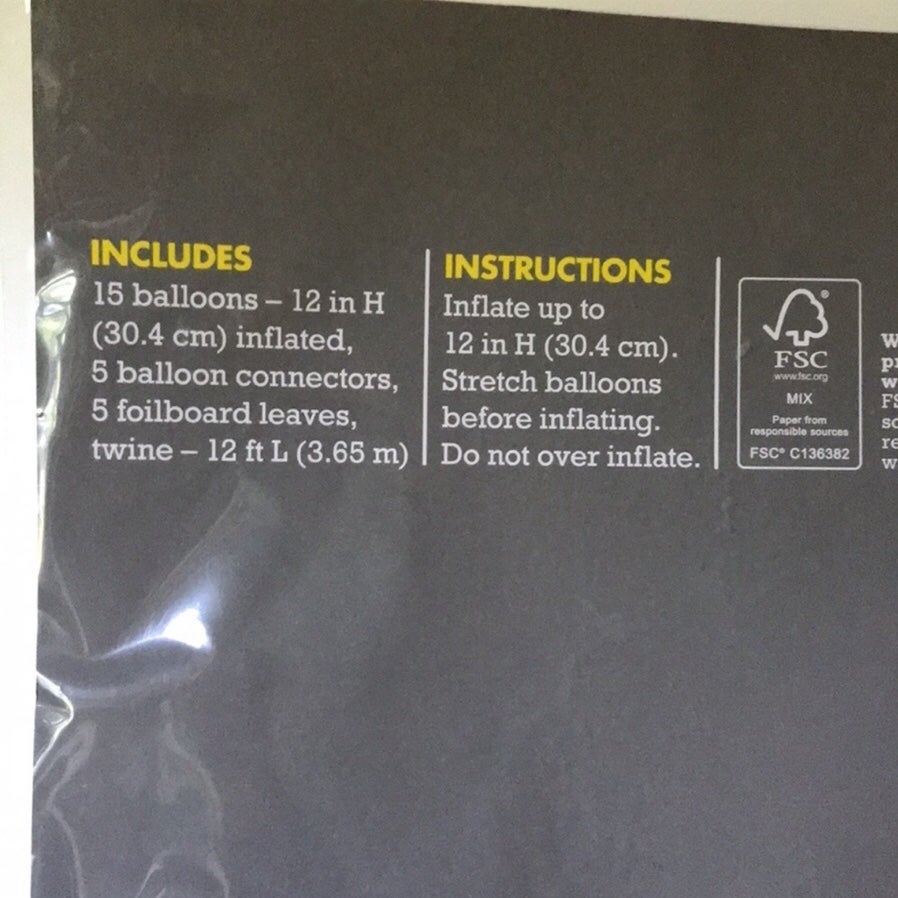 INCLUDES
15 balloons – 12 in H
(30.4 cm) inflated,
5 balloon connectors,
5 foilboard leaves,
twine – 12 ft L (3.65 m)
INSTRUCTIONS
Inflate up to
12 in H (30.4 cm).
Stretch balloons
before inflating.
Do not over inflate.
®
FSC
www.fsc.org
MIX
Paper from
responsible sources
FSC® C136382